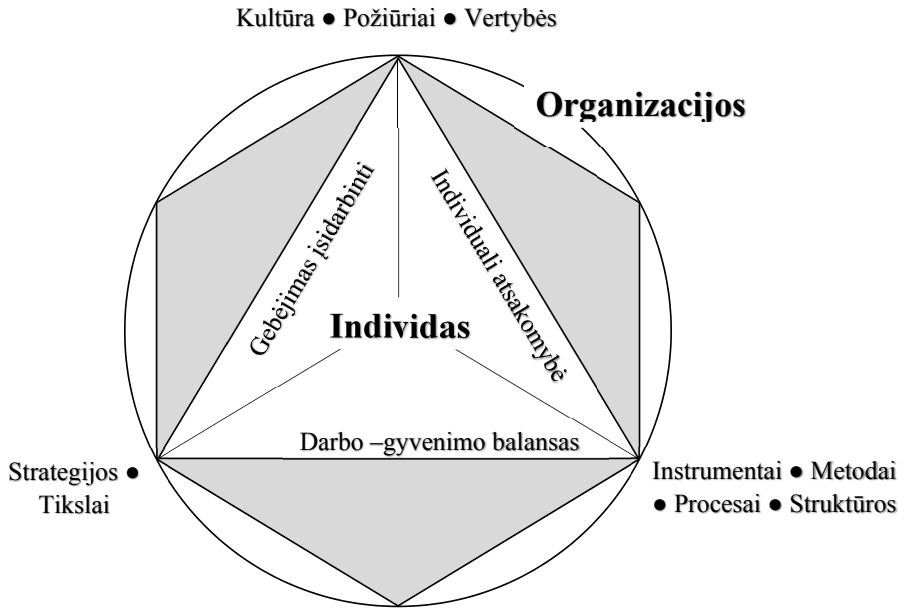 Kultūra ● Požiūriai ● Vertybės
Organizacijos
Gebėjimas įsidarbinti
Individuali atsakomybė
Individas
Darbo –gyvenimo balansas
Strategijos ●
Tikslai
Instrumentai ● Metodai
● Procesai ● Struktūros